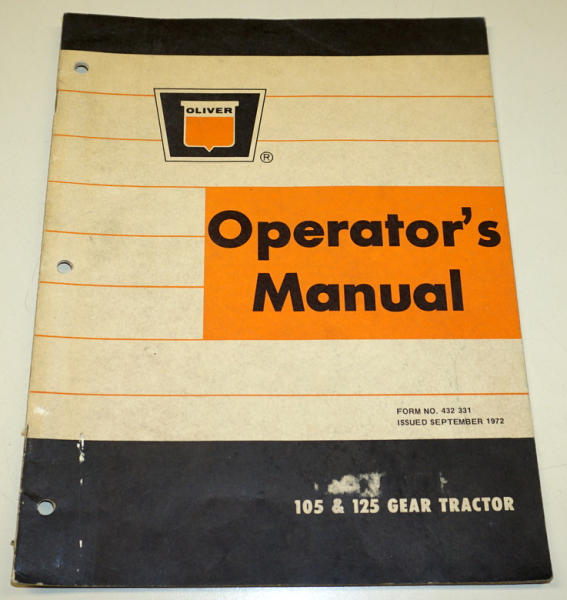 OLIVER
®
Operator's
Manual
FORM NO. 432 331
ISSUED SEPTEMBER 1972
105 & 125 GEAR TRACTOR